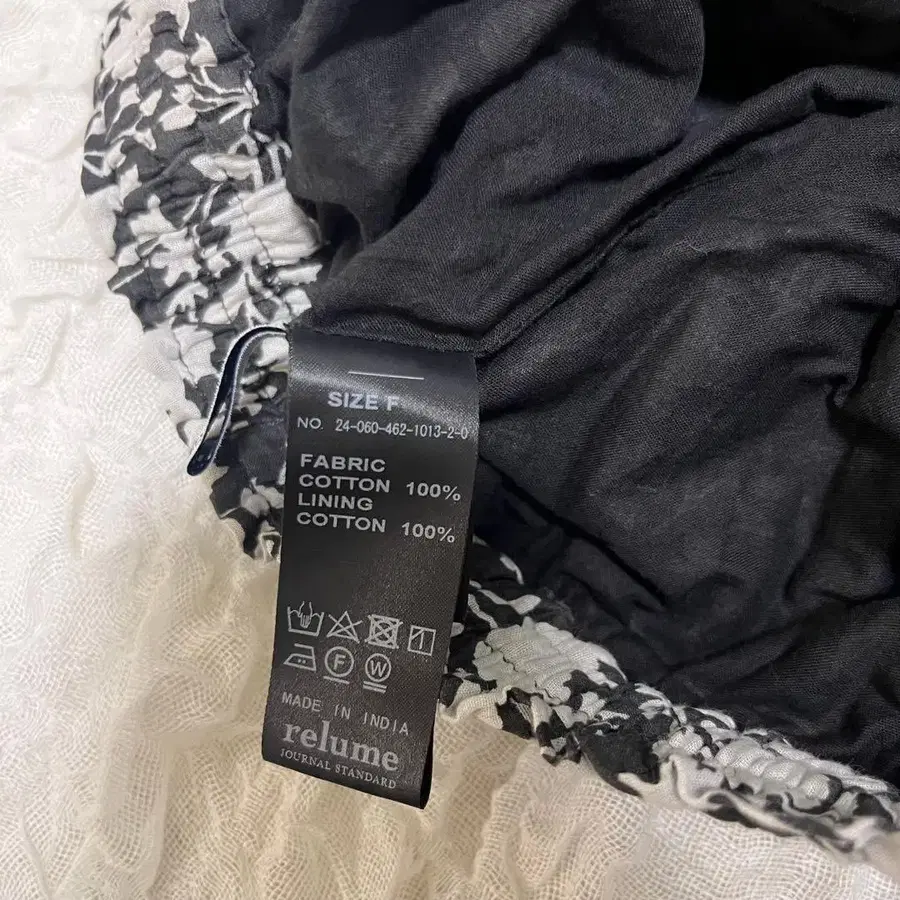 SIZE F
NO. 24-060-462-1013-2-0
FABRIC
COTTON 100%
LINING
COTTON 100%
F W
MADE IN INDIA
relume
JOURNAL STANDARD